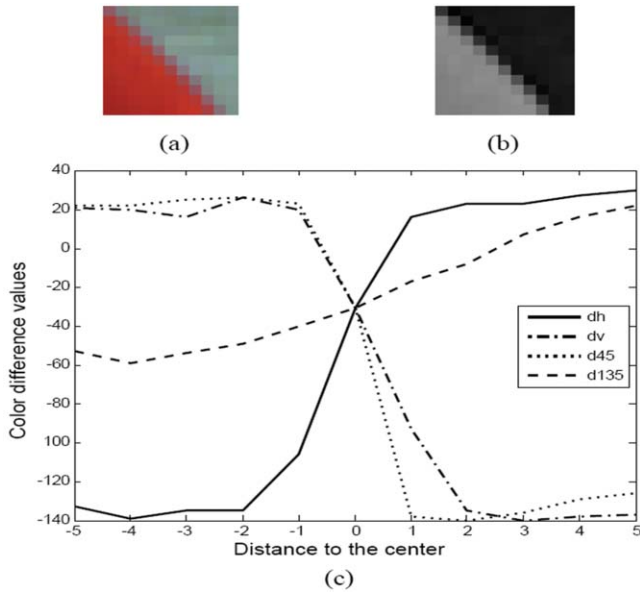 (a)
(b)
40
20
0
-20
-40
-60
-80
100
-120
-140
Color difference values
dh
dv
d45
d135
-5 -4 -3 -2 -1 0 1 2 3 4 5
Distance to the center
(c)